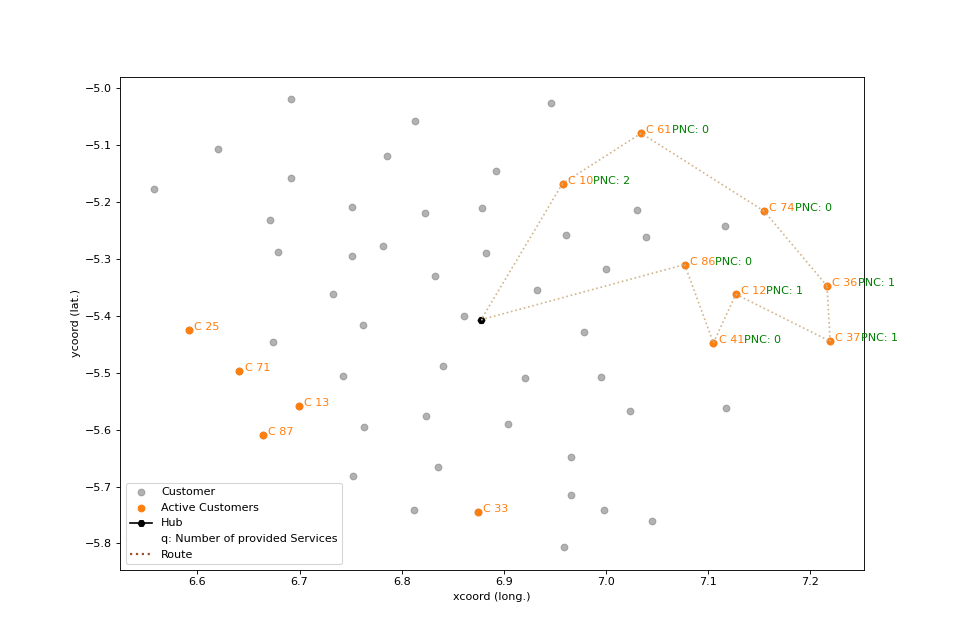 −5.0
−5.1
−5.2
−5.3
−5.4
−5.5
−5.6
−5.7
−5.8
ycoord (lat.)
C 61PNC: 0
C 10PNC: 2
C 74PNC: 0
C 86PNC: 0
C 36PNC: 1
C 12PNC: 1
C 41PNC: 0
C 37PNC: 1
C 25
C 71
C 13
C 87
C 33
Customer
Active Customers
Hub
q: Number of provided Services
Route
6.6
6.7
6.8
6.9
7.0
7.1
7.2
xcoord (long.)